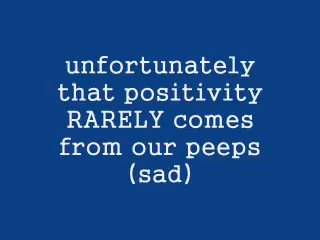 unfortunately
that positivity
RARELY comes
from our peeps
(sad)